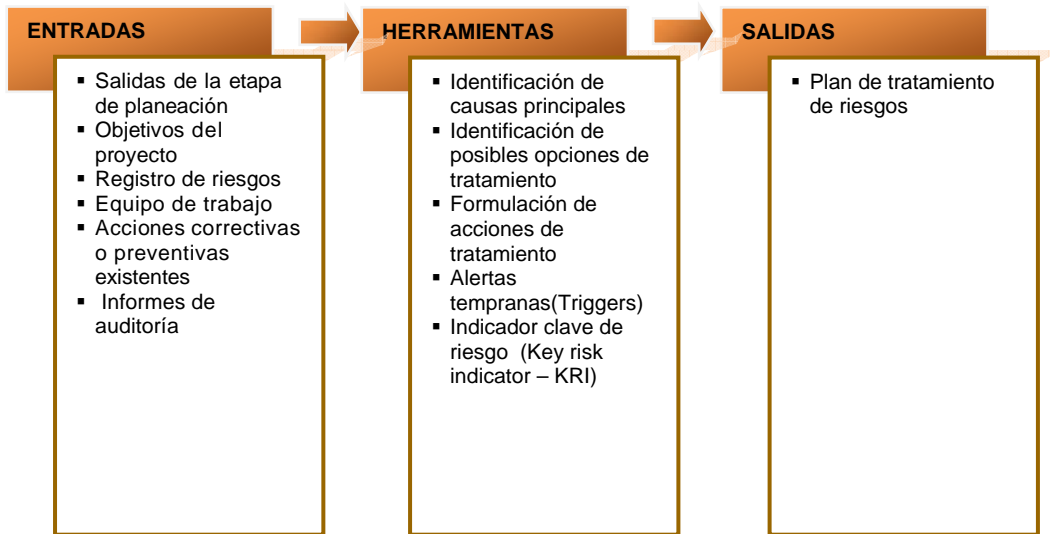 ENTRADAS
▪ Salidas de la etapa
de planeación
▪ Objetivos del
proyecto
▪ Registro de riesgos
▪ Equipo de trabajo
▪ Acciones correctivas
o preventivas
existentes
▪ Informes de
auditoría
HERRAMIENTAS
▪ Identificación de
causas principales
▪ Identificación de
posibles opciones de
tratamiento
▪ Formulación de
acciones de
tratamiento
▪ Alertas
tempranas(Triggers)
▪ Indicador clave de
riesgo (Key risk
indicator – KRI)
SALIDAS
▪ Plan de tratamiento
de riesgos